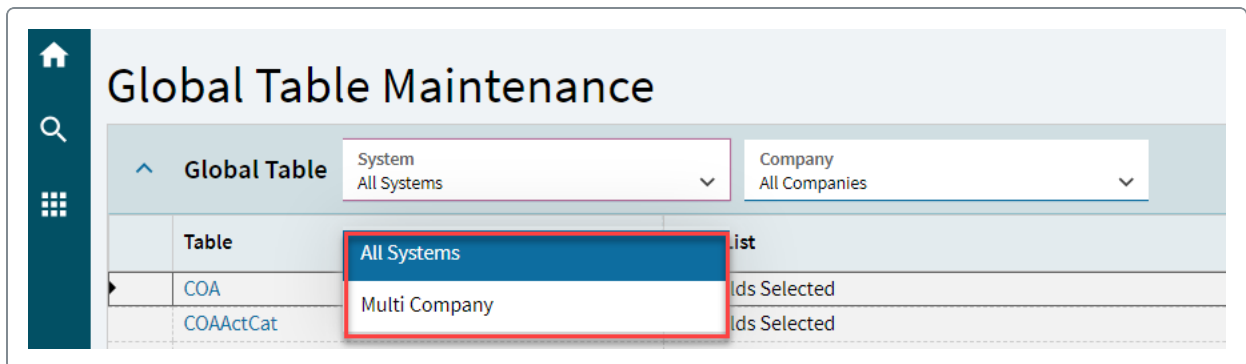 Global Table Maintenance
Global Table
System
All Systems
Company
All Companies
Table
List
All Systems
COA
lds Selected
Multi Company
COAActCat
lds Selected